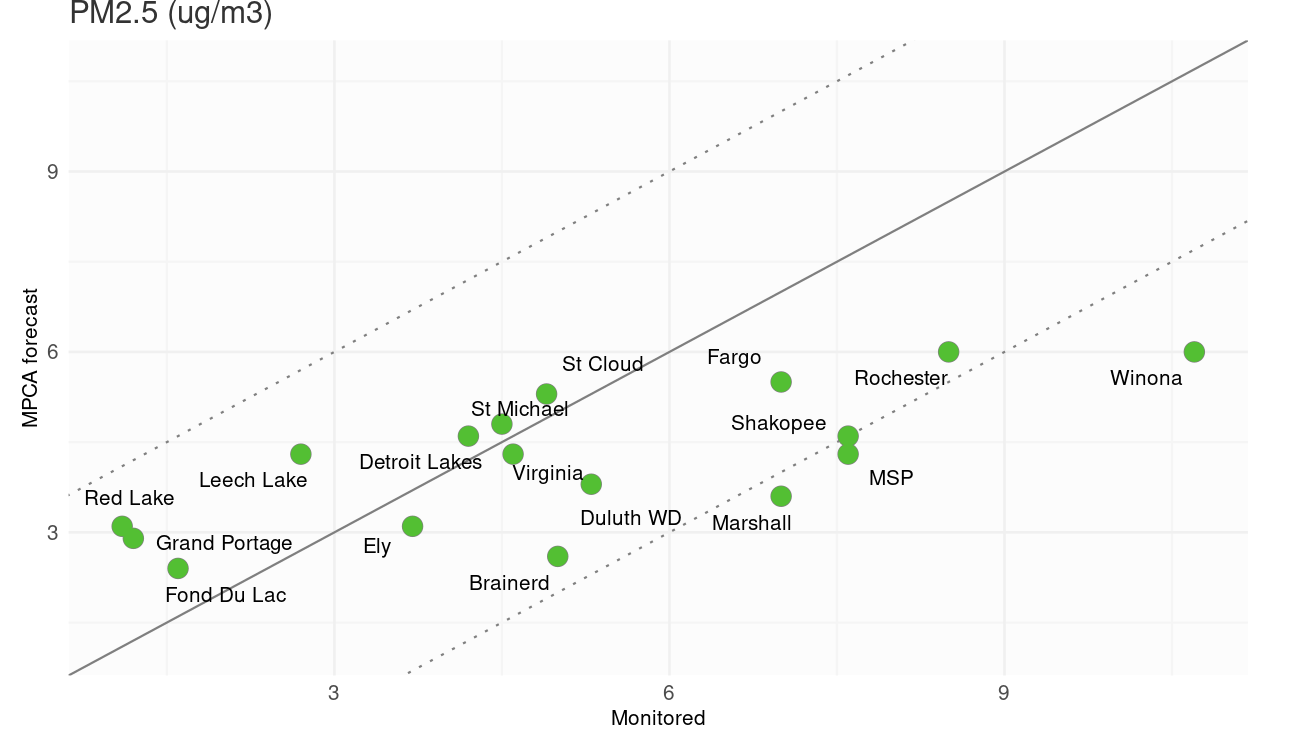 PM2.5 (ug/m3)
9
6
3
MPCA forecast
St Cloud
Fargo
Rochester
Winona
St Michael
Shakopee
Detroit Lakes
Virginia
Leech Lake
MSP
Red Lake
Duluth WD
Marshall
Grand Portage
Ely
Brainerd
Fond Du Lac
3
6
9
Monitored